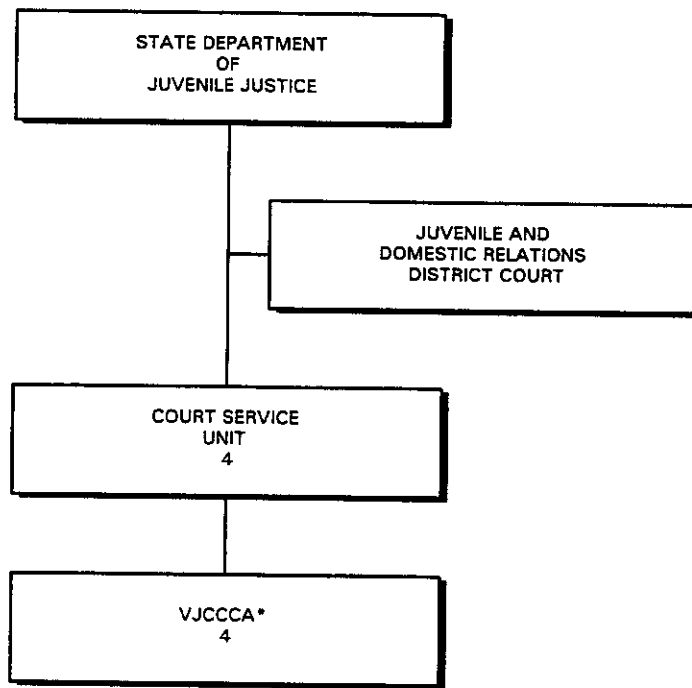 STATE DEPARTMENT
OF
JUVENILE JUSTICE
JUVENILE AND
DOMESTIC RELATIONS
DISTRICT COURT
COURT SERVICE
UNIT
4
VJCCCA*
4